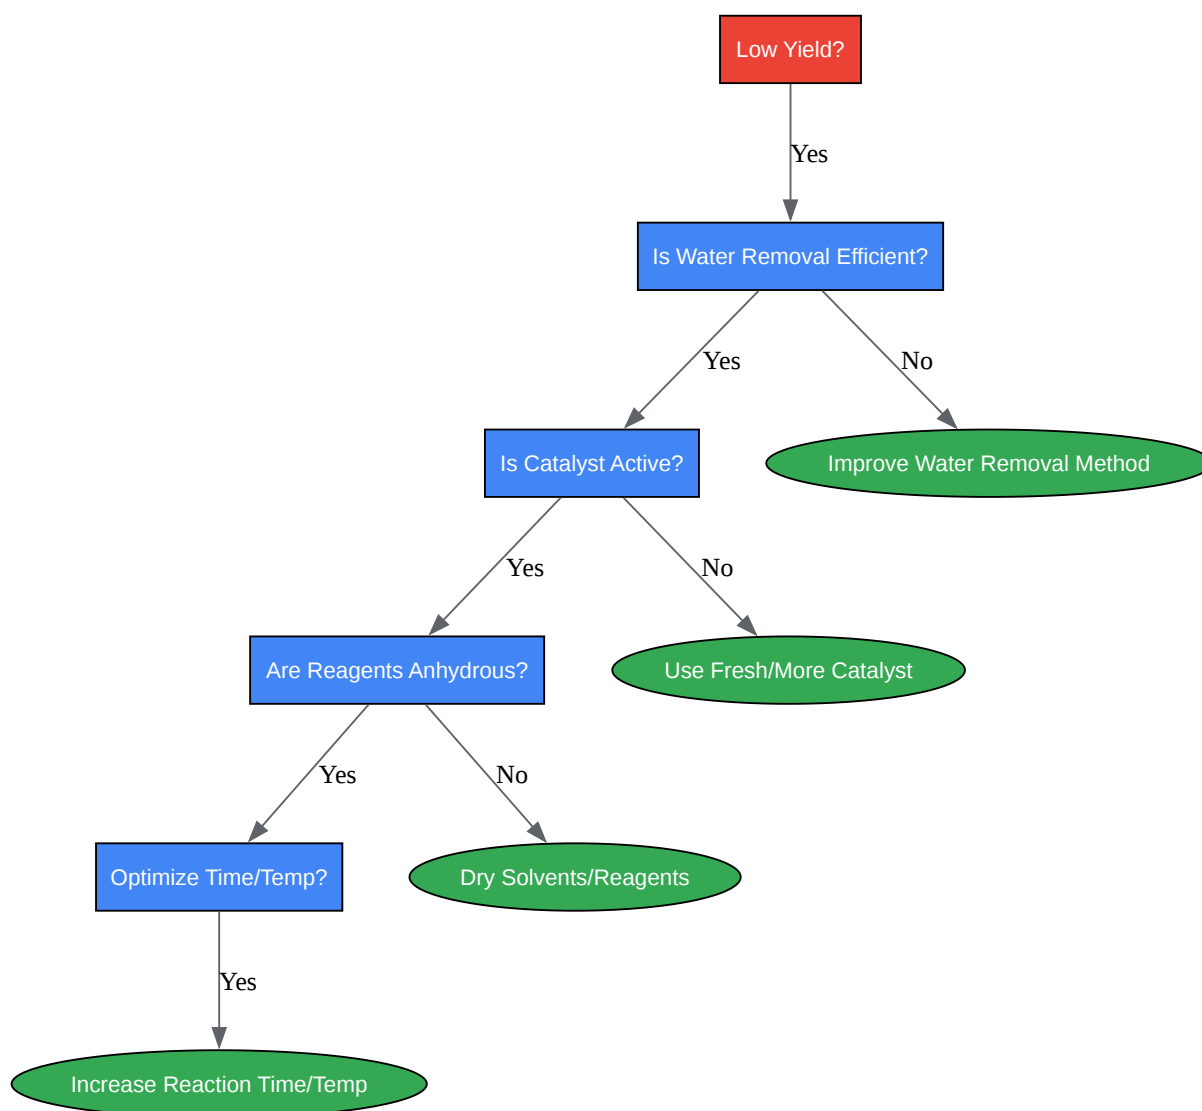 Low Yield?
Yes
Is Water Removal Efficient?
Yes
No
Is Catalyst Active?
Improve Water Removal Method
Yes
No
Are Reagents Anhydrous?
Use Fresh/More Catalyst
Yes
No
Optimize Time/Temp?
Dry Solvents/Reagents
Yes
Increase Reaction Time/Temp